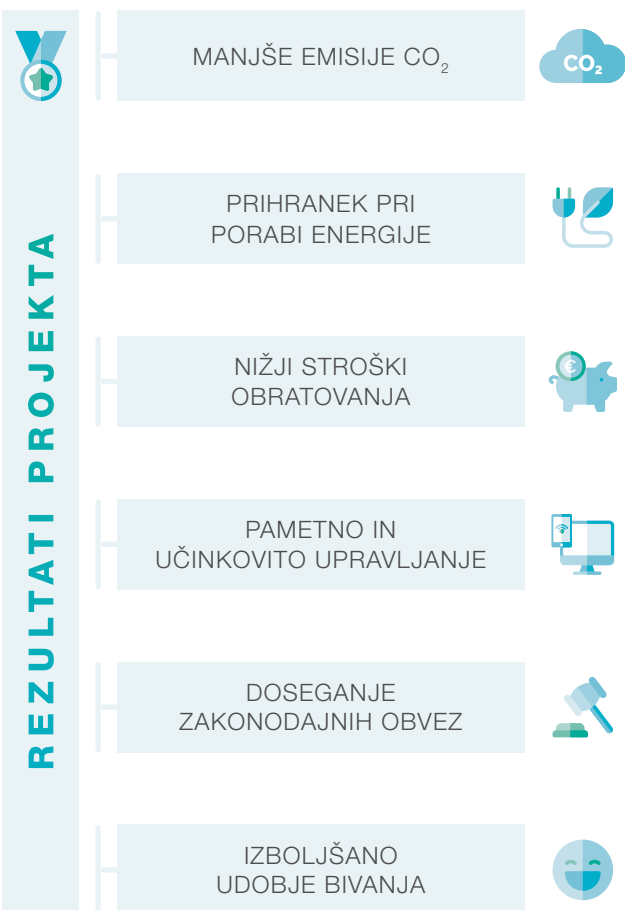 REZULTATI PROJEKTA
MANJŠE EMISIJE CO₂
CO₂
PRIHRANEK PRI
PORABI ENERGIJE
NIŽJI STROŠKI
OBRATOVANJA
€
PAMETNO IN
UČINKOVITO UPRAVLJANJE
DOSEGANJE
ZAKONODAJNIH OBVEZ
IZBOLJŠANO
UDOBJE BIVANJA